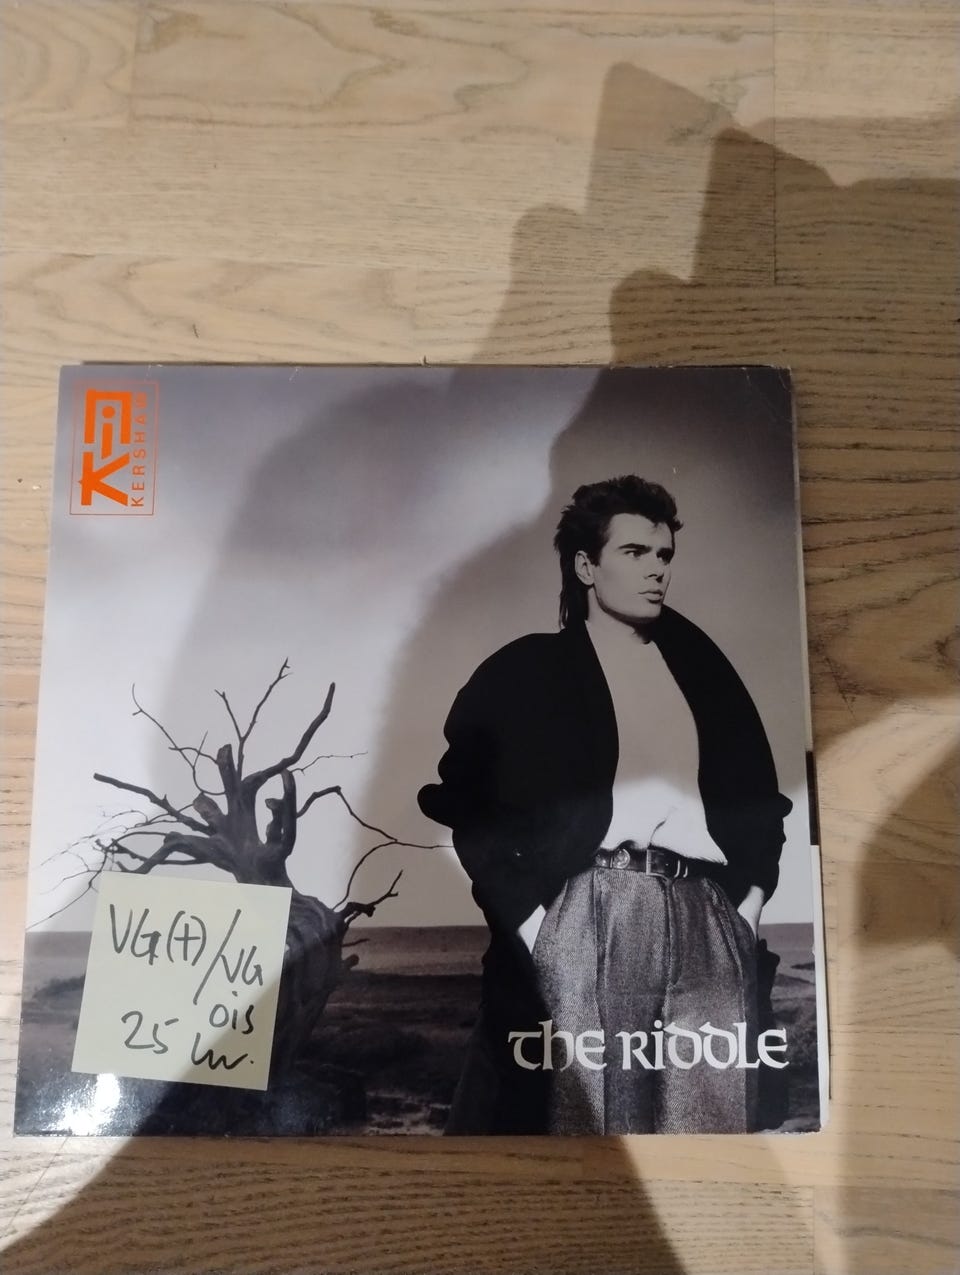 Nik
KERSHAW
VG(+)/VG
ois
25 kr.
THE RIDDLE